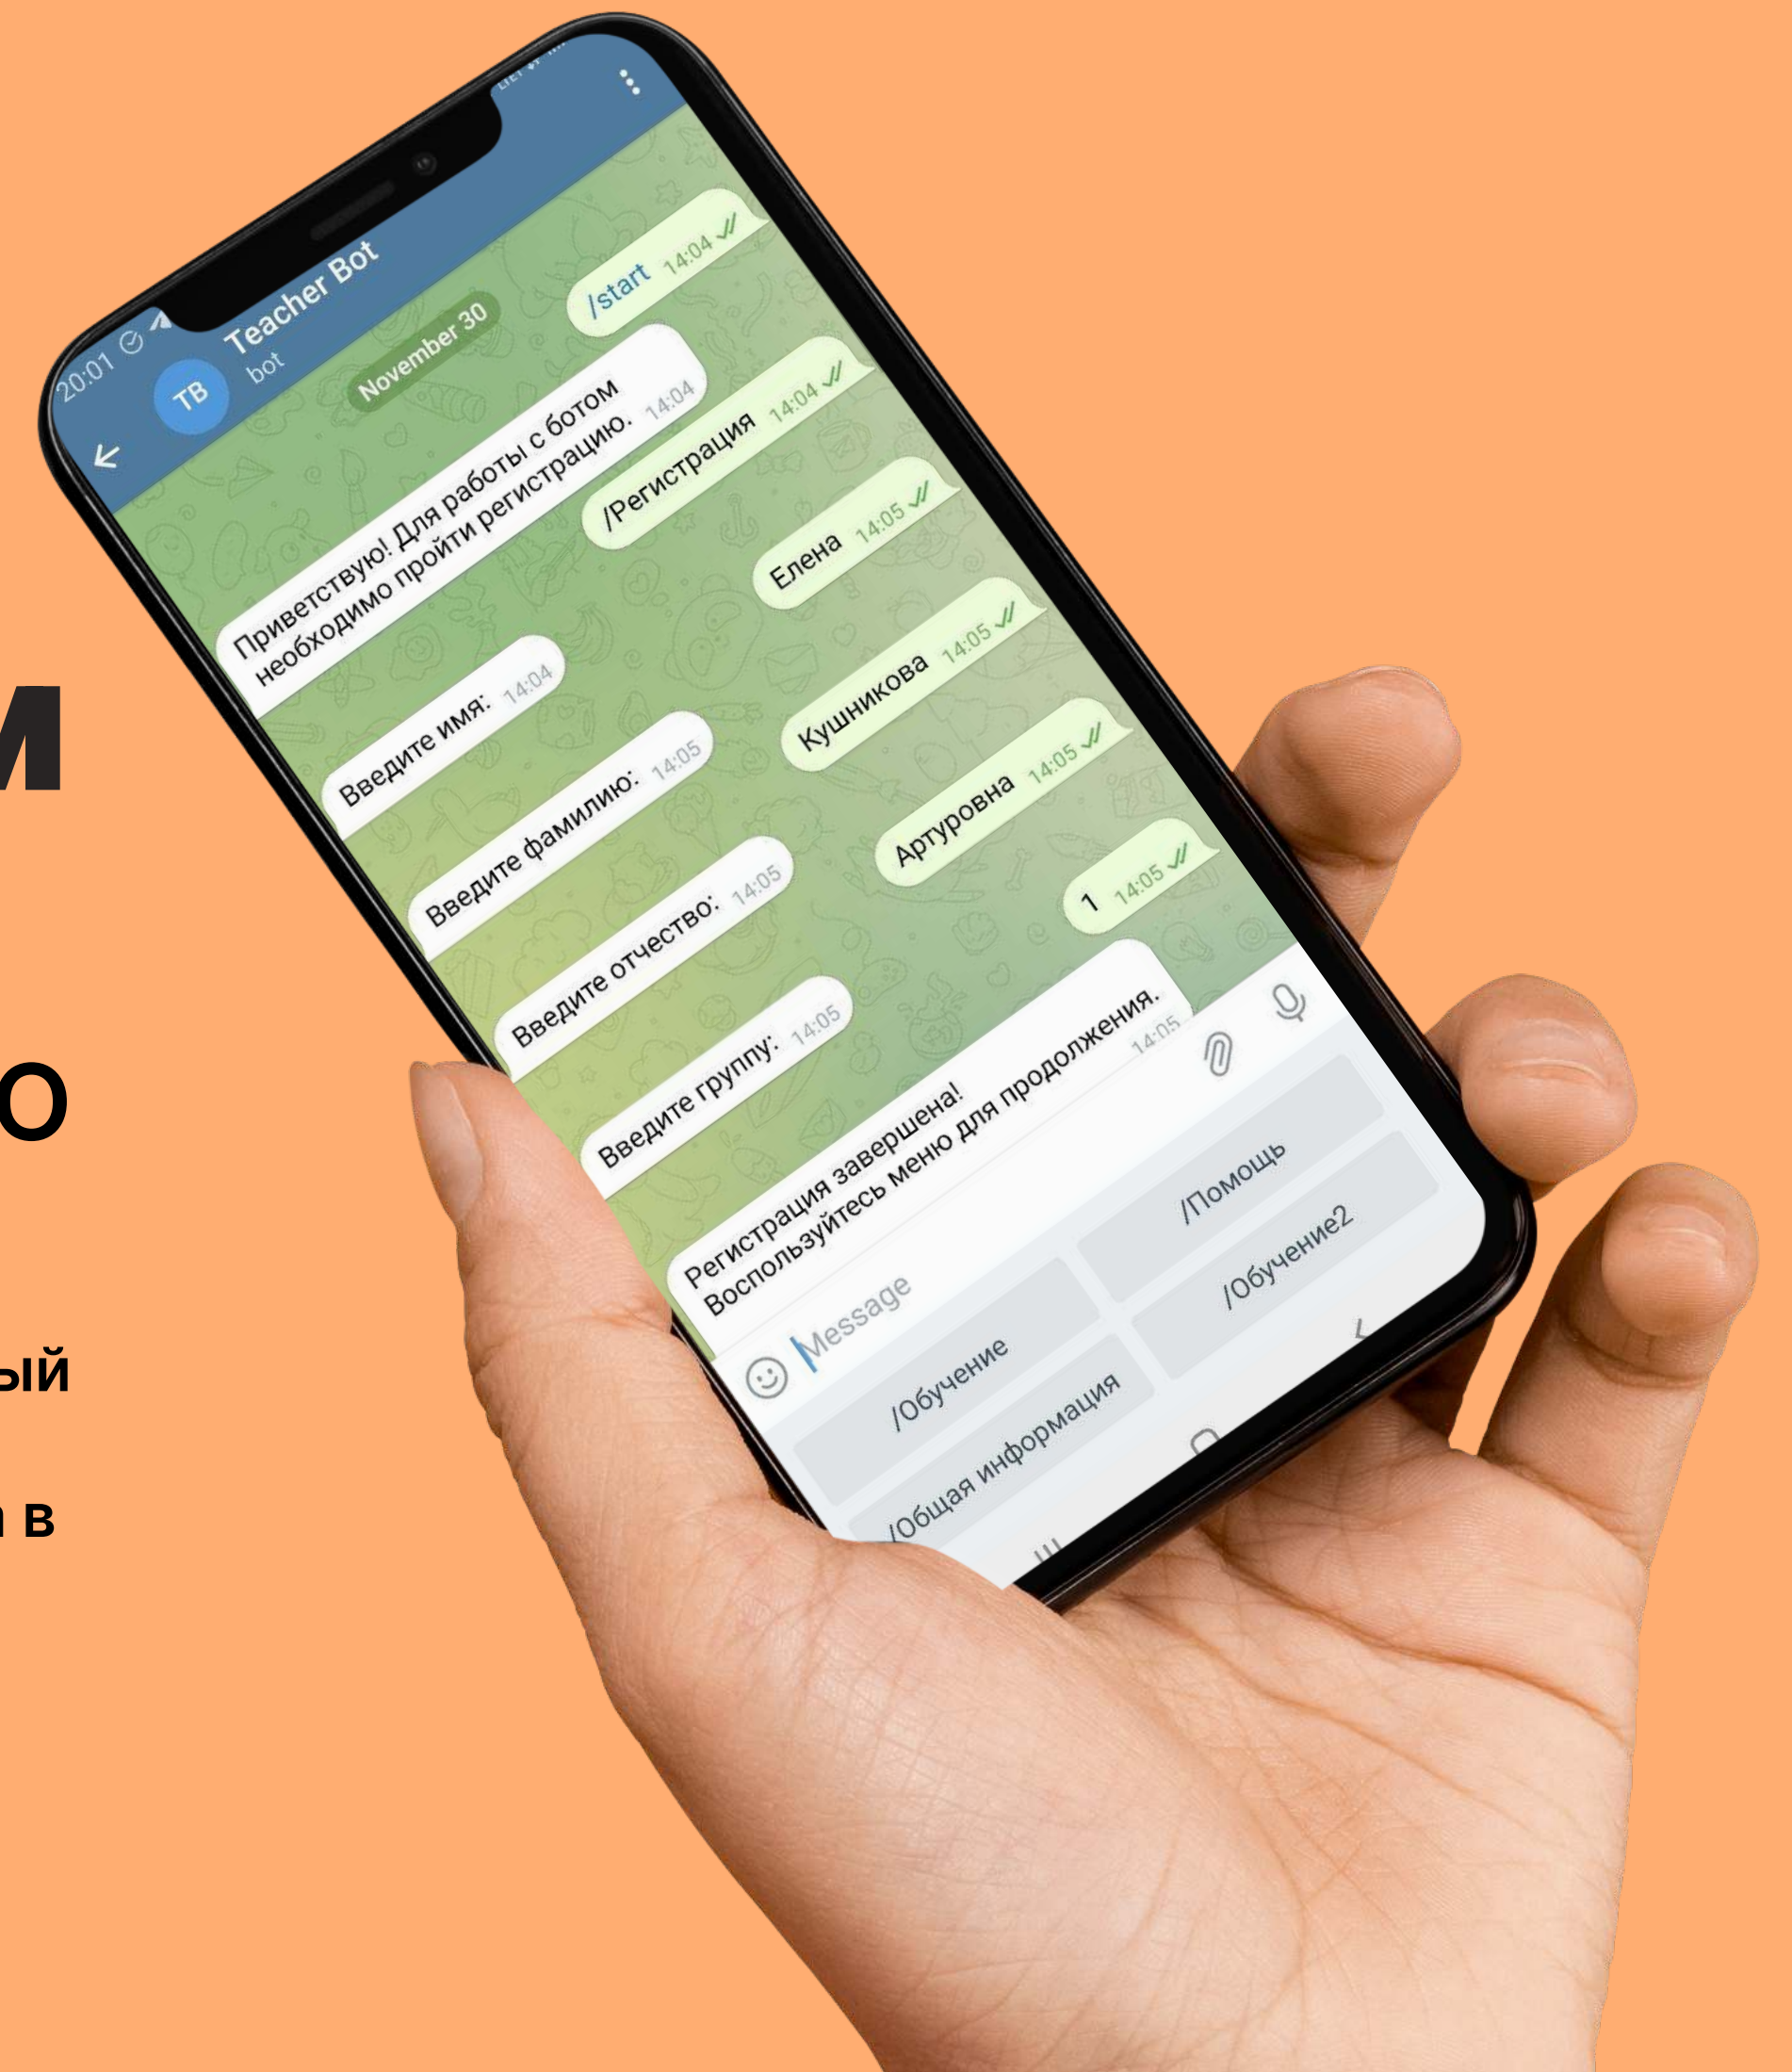 м
о
ый
в
20:01
Teacher Bot
TB
bot
November 30
/start 14:04
Приветствую! Для работы с ботом
необходимо пройти регистрацию. 14:04
/Регистрация 14:04
Введите имя: 14:04
Елена 14:05
Введите фамилию: 14:05
Кушникова 14:05
Введите отчество: 14:05
Артуровна 14:05
Введите группу: 14:05
1 14:05
Регистрация завершена!
Воспользуйтесь меню для продолжения.
14:05
Message
/Обучение
/Помощь
/Общая информация
/Обучение2